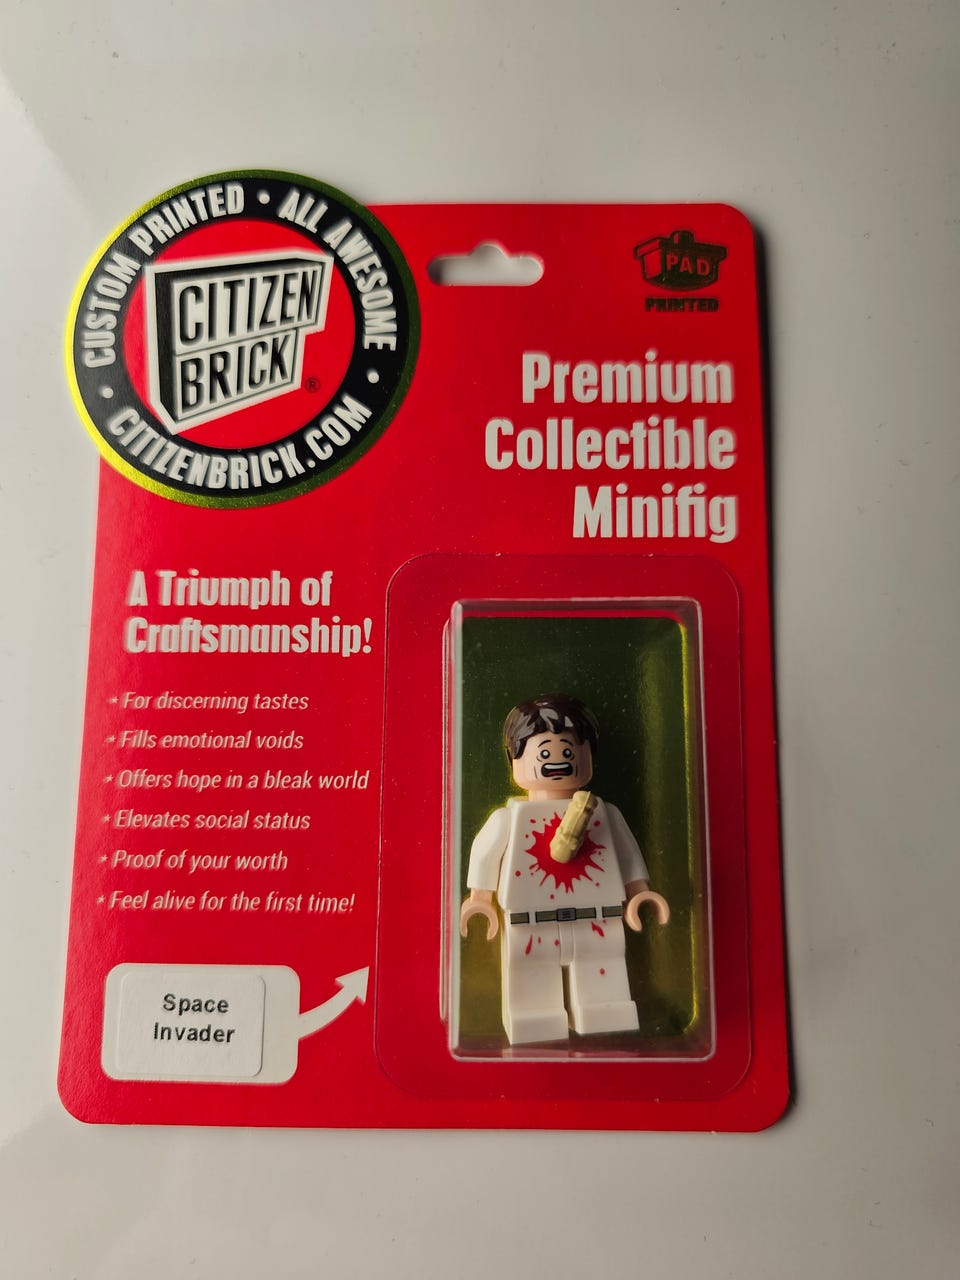 CUSTOM PRINTED • ALL AWESOME
• CITIZENBRICK.COM •
CITIZEN
BRICK
®
PAD
PRINTED
Premium
Collectible
Minifig
A Triumph of
Craftsmanship!
* For discerning tastes
* Fills emotional voids
* Offers hope in a bleak world
* Elevates social status
* Proof of your worth
* Feel alive for the first time!
Space
Invader